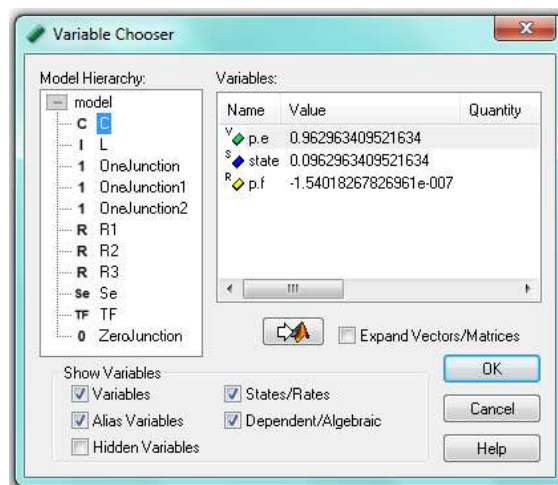 Variable Chooser
Model Hierarchy:
model
C C
I L
1 OneJunction
1 OneJunction1
1 OneJunction2
R R1
R R2
R R3
Se Se
TF TF
0 ZeroJunction
Variables:
Name Value Quantity
V p.e 0.962963409521634
S state 0.0962963409521634
R p.f -1.54018267826961e-007
Expand Vectors/Matrices
Show Variables
Variables States/Rates
Alias Variables Dependent/Algebraic
Hidden Variables
OK
Cancel
Help